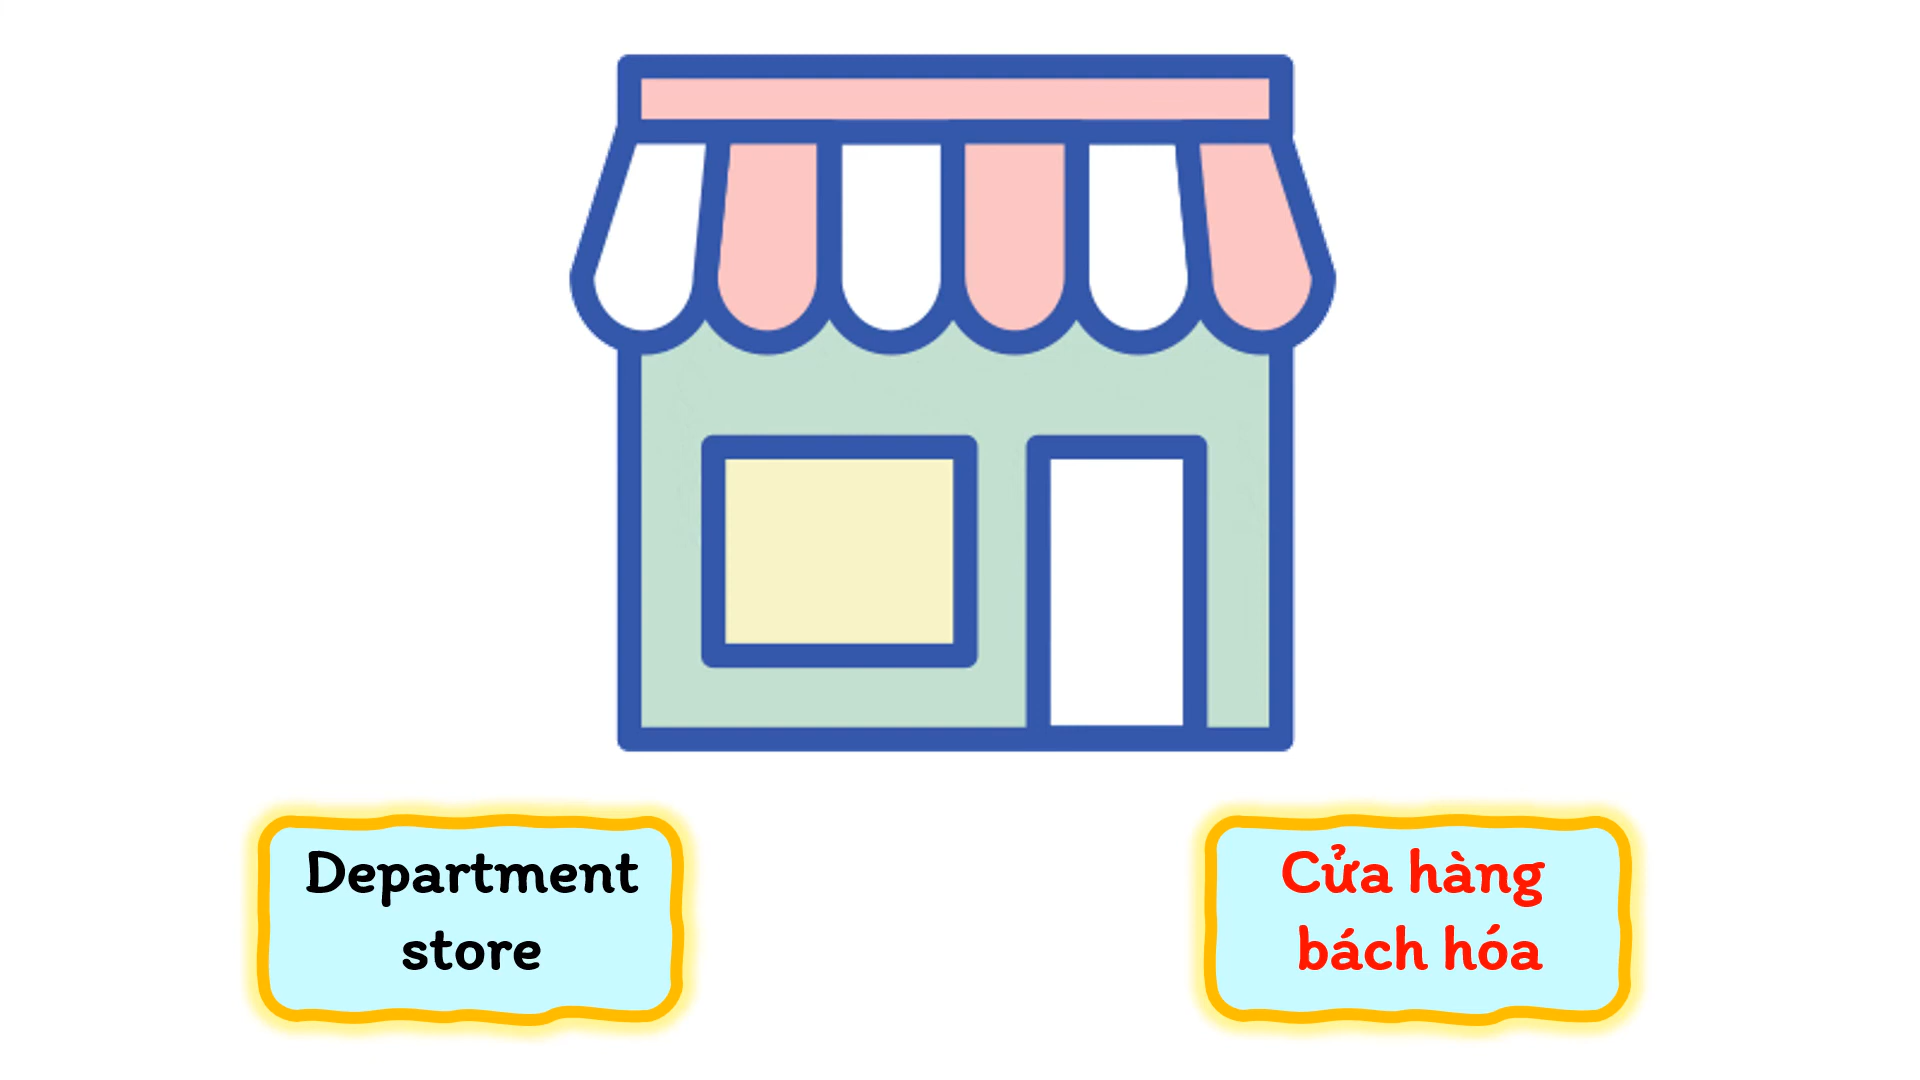 Department
store
Cửa hàng
bách hóa